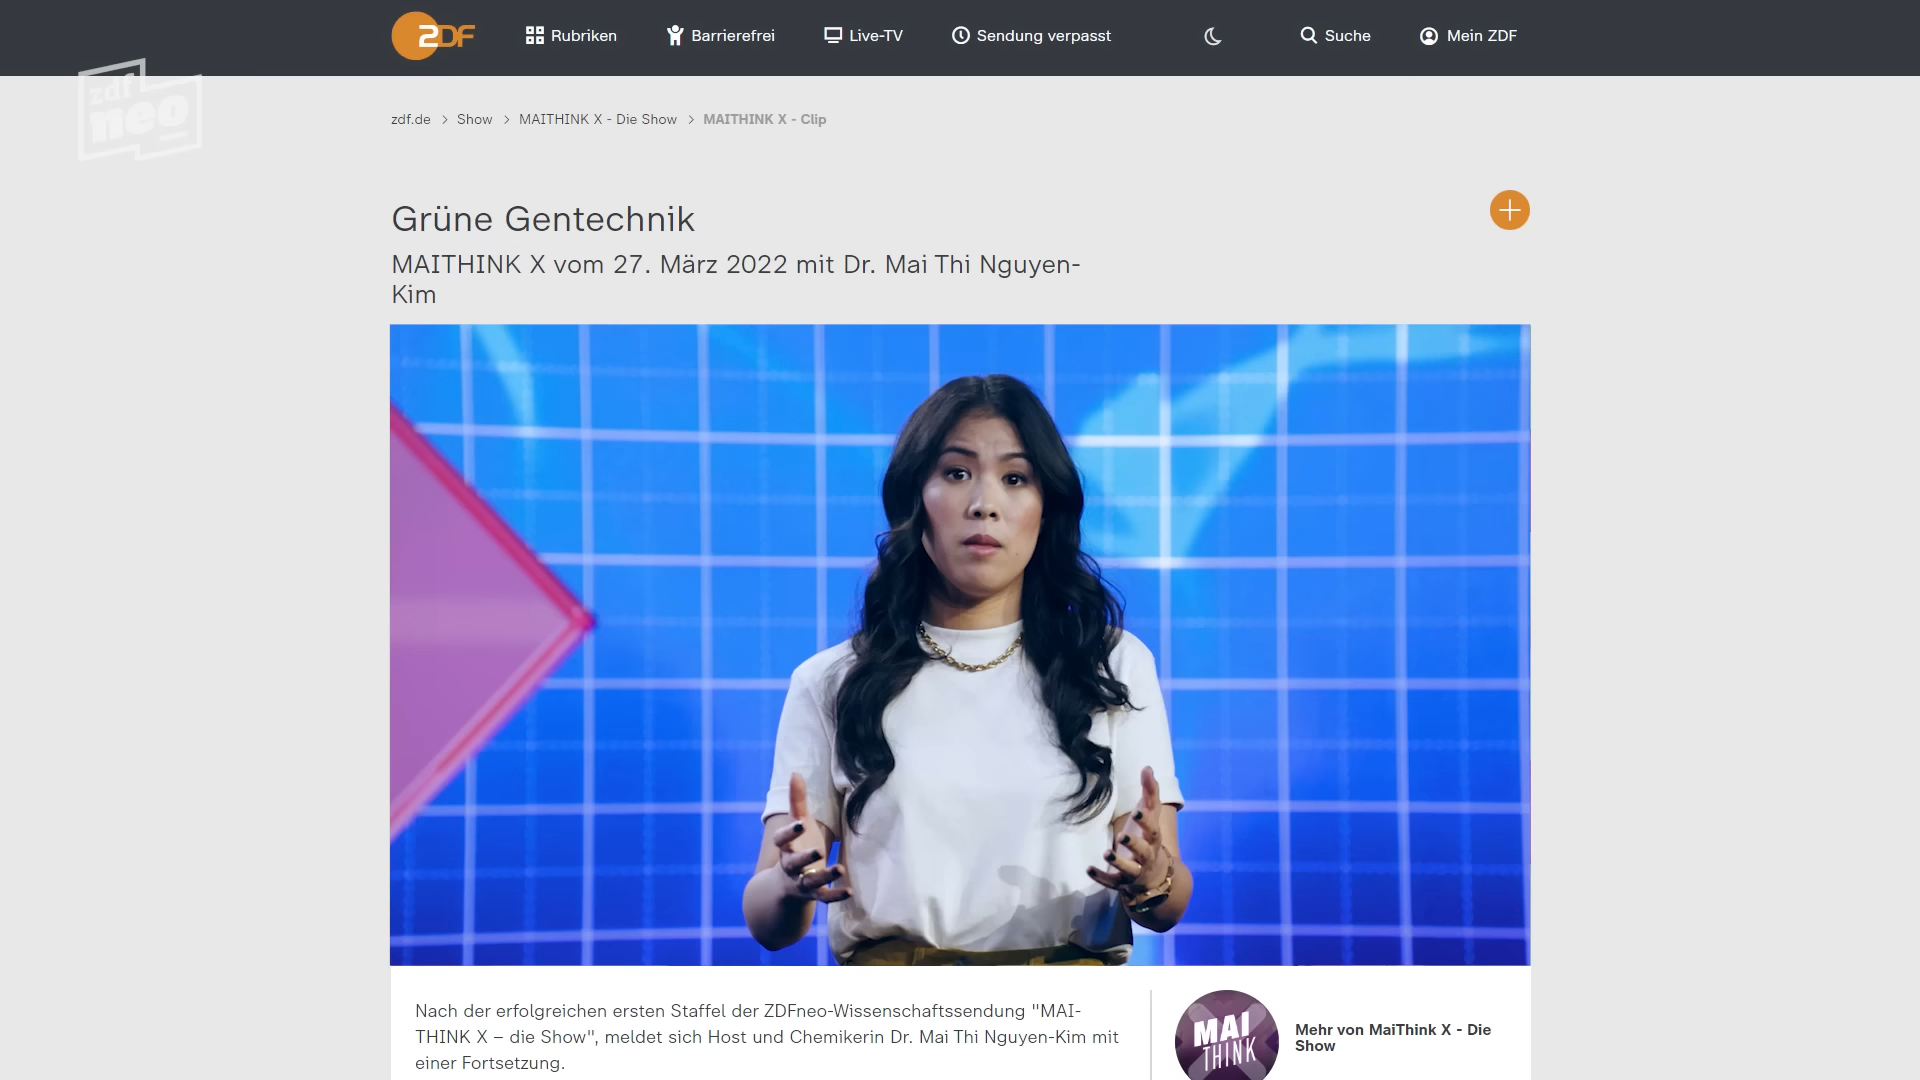 ZDF
Rubriken
Barrierefrei
Live-TV
Sendung verpasst
Suche
Mein ZDF
zdf
neo
zdf.de > Show > MAITHINK X - Die Show > MAITHINK X - Clip
Grüne Gentechnik
MAITHINK X vom 27. März 2022 mit Dr. Mai Thi Nguyen-
Kim
Nach der erfolgreichen ersten Staffel der ZDFneo-Wissenschaftssendung "MAI-
THINK X – die Show", meldet sich Host und Chemikerin Dr. Mai Thi Nguyen-Kim mit
einer Fortsetzung.
MAI
THINK
Mehr von MaiThink X - Die
Show